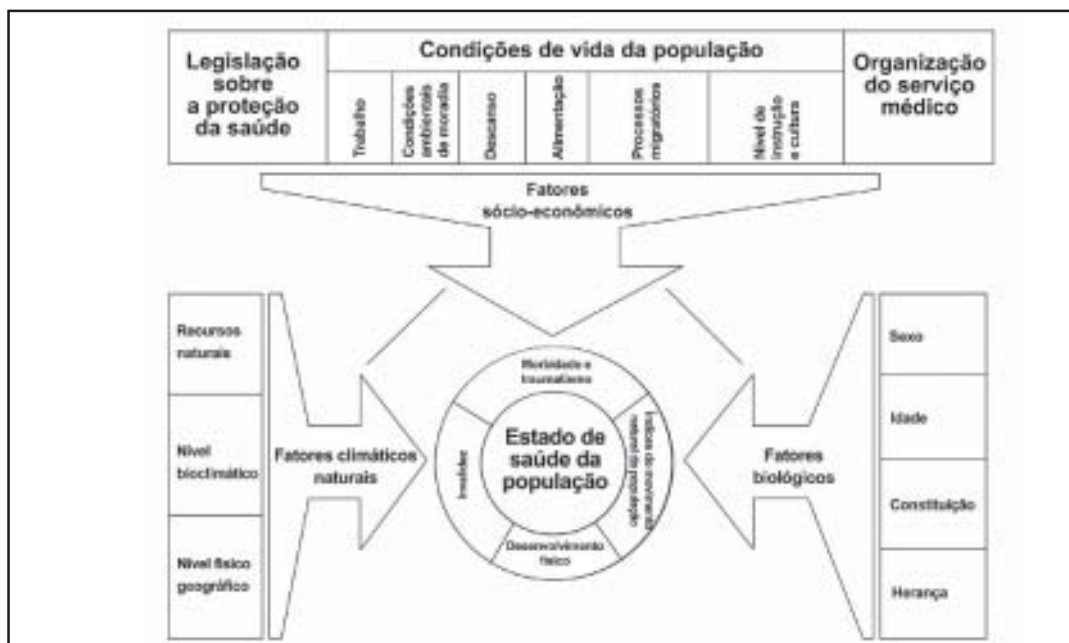 Legislação
sobre
a proteção
da saúde
Condições de vida da população
Trabalho
Condições
ambientais
de moradia
Descanso
Alimentação
Processos
migratórios
Nível de
instrução
e cultura
Organização
do serviço
médico
Fatores
sócio-econômicos
Recursos
naturais
Nível
bioclimático
Nível físico
geográfico
Fatores climáticos
naturais
Morbidade e
traumatismo
Invalidez
Estado de
saúde da
população
Índices do movimento
natural da população
Desenvolvimento
físico
Fatores
biológicos
Sexo
Idade
Constituição
Herança